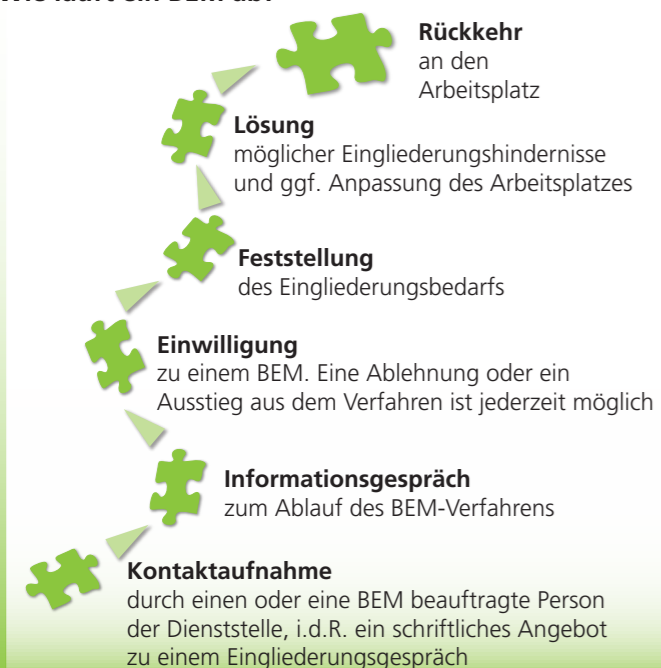 Rückkehr
an den
Arbeitsplatz
Lösung
möglicher Eingliederungshindernisse
und ggf. Anpassung des Arbeitsplatzes
Feststellung
des Eingliederungsbedarfs
Einwilligung
zu einem BEM. Eine Ablehnung oder ein
Ausstieg aus dem Verfahren ist jederzeit möglich
Informationsgespräch
zum Ablauf des BEM-Verfahrens
Kontaktaufnahme
durch einen oder eine BEM beauftragte Person
der Dienststelle, i.d.R. ein schriftliches Angebot
zu einem Eingliederungsgespräch